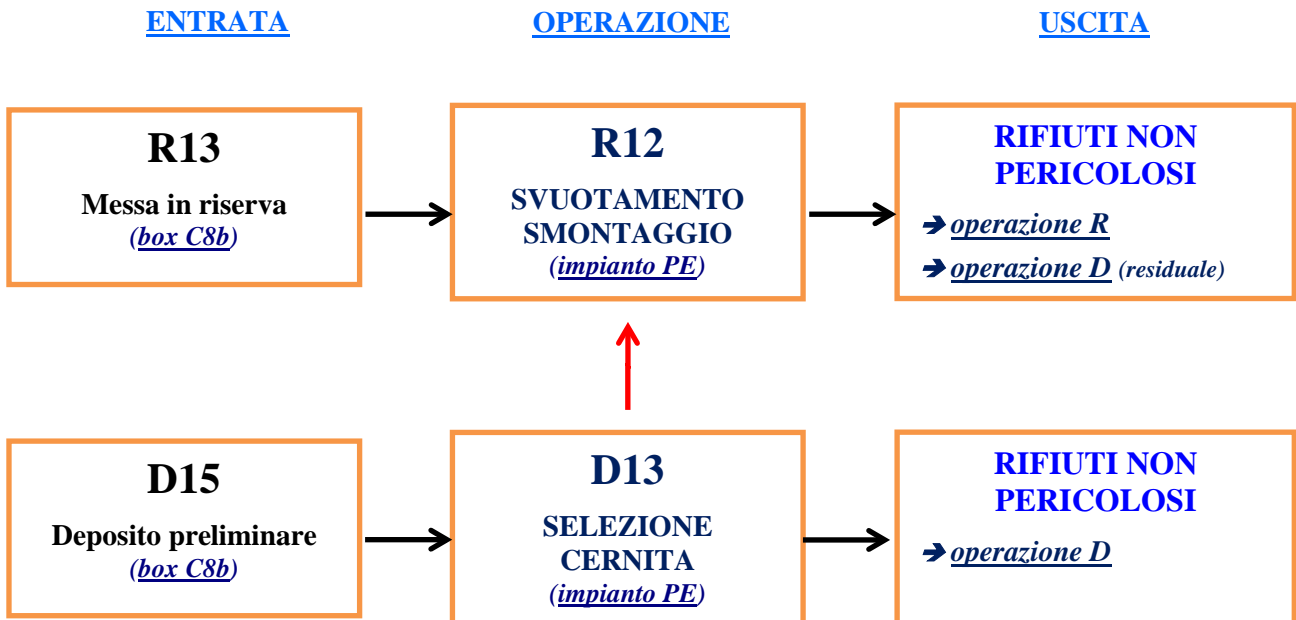 ENTRATA
OPERAZIONE
USCITA
R13
Messa in riserva
(box C8b)
R12
SVUOTAMENTO
SMONTAGGIO
(impianto PE)
RIFIUTI NON
PERICOLOSI
➔ operazione R
➔ operazione D (residuale)
D15
Deposito preliminare
(box C8b)
D13
SELEZIONE
CERNITA
(impianto PE)
RIFIUTI NON
PERICOLOSI
➔ operazione D